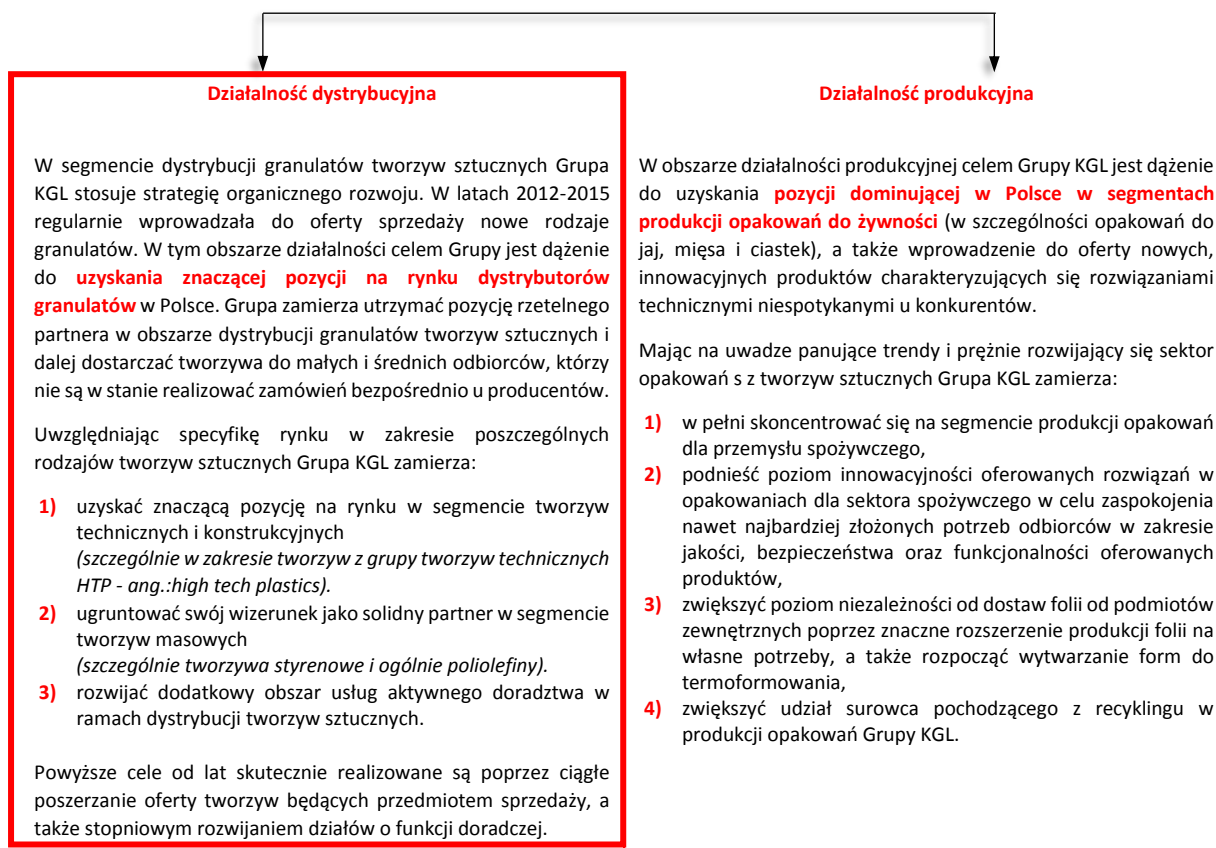 Działalność dystrybucyjna
W segmencie dystrybucji granulatów tworzyw sztucznych Grupa
KGL stosuje strategię organicznego rozwoju. W latach 2012-2015
regularnie wprowadzała do oferty sprzedaży nowe rodzaje
granulatów. W tym obszarze działalności celem Grupy jest dążenie
do uzyskania znaczącej pozycji na rynku dystrybutorów
granulatów w Polsce. Grupa zamierza utrzymać pozycję rzetelnego
partnera w obszarze dystrybucji granulatów tworzyw sztucznych i
dalej dostarczać tworzywa do małych i średnich odbiorców, którzy
nie są w stanie realizować zamówień bezpośrednio u producentów.
Uwzględniając specyfikę rynku w zakresie poszczególnych
rodzajów tworzyw sztucznych Grupa KGL zamierza:
1) uzyskać znaczącą pozycję na rynku w segmencie tworzyw
technicznych i konstrukcyjnych
(szczególnie w zakresie tworzyw z grupy tworzyw technicznych
HTP - ang.:high tech plastics).
2) ugruntować swój wizerunek jako solidny partner w segmencie
tworzyw masowych
(szczególnie tworzywa styrenowe i ogólnie poliolefiny).
3) rozwijać dodatkowy obszar usług aktywnego doradztwa w
ramach dystrybucji tworzyw sztucznych.
Powyższe cele od lat skutecznie realizowane są poprzez ciągłe
poszerzanie oferty tworzyw będących przedmiotem sprzedaży, a
także stopniowym rozwijaniem działów o funkcji doradczej.
Działalność produkcyjna
W obszarze działalności produkcyjnej celem Grupy KGL jest dążenie
do uzyskania pozycji dominującej w Polsce w segmentach
produkcji opakowań do żywności (w szczególności opakowań do
jaj, mięsa i ciastek), a także wprowadzenie do oferty nowych,
innowacyjnych produktów charakteryzujących się rozwiązaniami
technicznymi niespotykanymi u konkurentów.
Mając na uwadze panujące trendy i prężnie rozwijający się sektor
opakowań s z tworzyw sztucznych Grupa KGL zamierza:
1) w pełni skoncentrować się na segmencie produkcji opakowań
dla przemysłu spożywczego,
2) podnieść poziom innowacyjności oferowanych rozwiązań w
opakowaniach dla sektora spożywczego w celu zaspokojenia
nawet najbardziej złożonych potrzeb odbiorców w zakresie
jakości, bezpieczeństwa oraz funkcjonalności oferowanych
produktów,
3) zwiększyć poziom niezależności od dostaw folii od podmiotów
zewnętrznych poprzez znaczne rozszerzenie produkcji folii na
własne potrzeby, a także rozpocząć wytwarzanie form do
termoformowania,
4) zwiększyć udział surowca pochodzącego z recyklingu w
produkcji opakowań Grupy KGL.